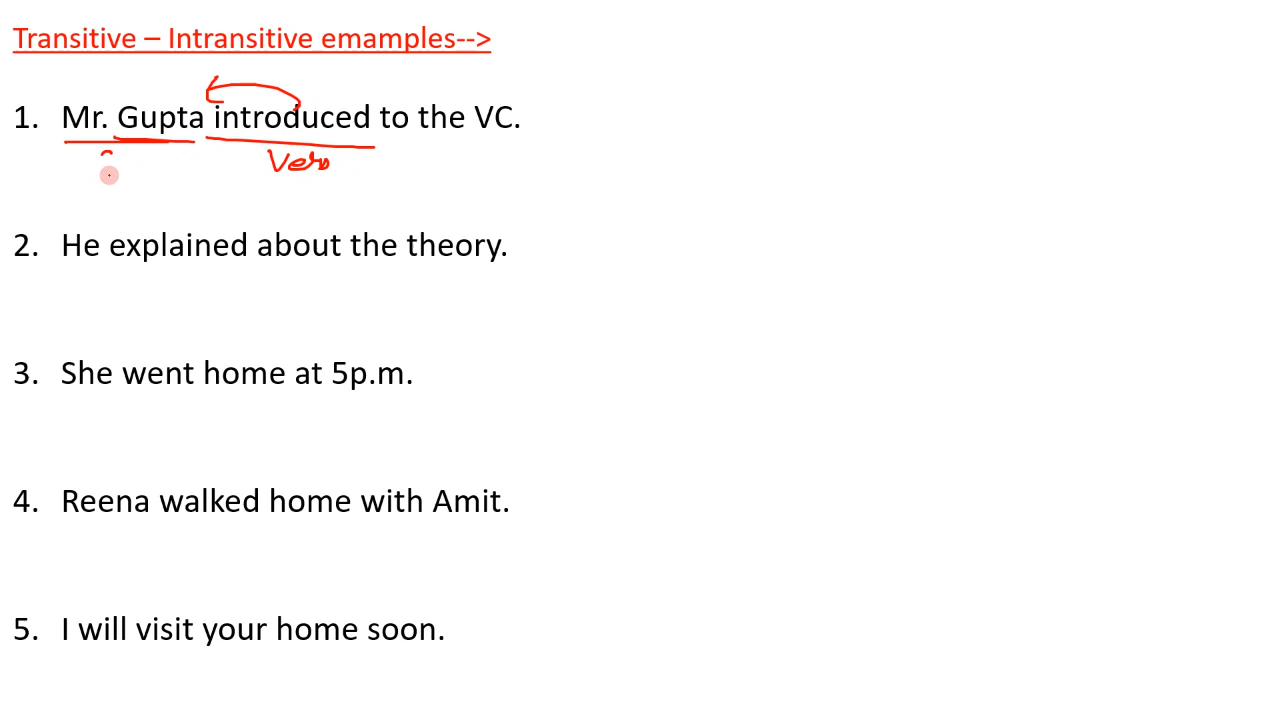 Transitive – Intransitive emamples-->
1. Mr. Gupta introduced to the VC.
Verb
2. He explained about the theory.
3. She went home at 5p.m.
4. Reena walked home with Amit.
5. I will visit your home soon.